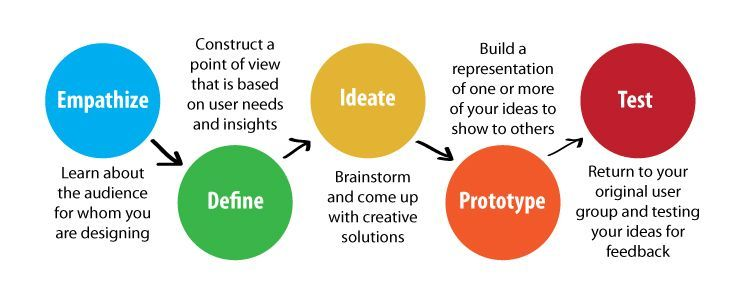 Empathize
Learn about
the audience
for whom you
are designing
Construct a
point of view
that is based
on user needs
and insights
Define
Ideate
Brainstorm
and come up
with creative
solutions
Build a
representation
of one or more
of your ideas to
show to others
Prototype
Test
Return to your
original user
group and testing
your ideas for
feedback